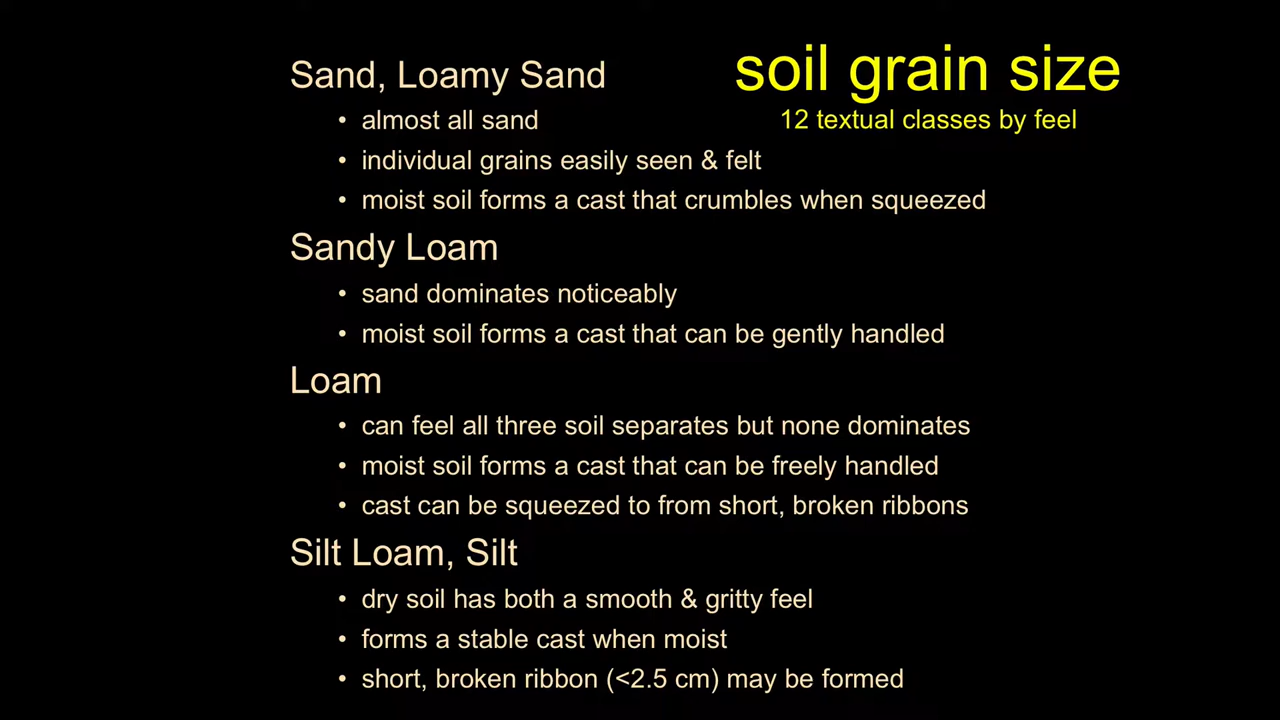 soil grain size
12 textual classes by feel
Sand, Loamy Sand
• almost all sand
• individual grains easily seen & felt
• moist soil forms a cast that crumbles when squeezed
Sandy Loam
• sand dominates noticeably
• moist soil forms a cast that can be gently handled
Loam
• can feel all three soil separates but none dominates
• moist soil forms a cast that can be freely handled
• cast can be squeezed to from short, broken ribbons
Silt Loam, Silt
• dry soil has both a smooth & gritty feel
• forms a stable cast when moist
• short, broken ribbon (<2.5 cm) may be formed